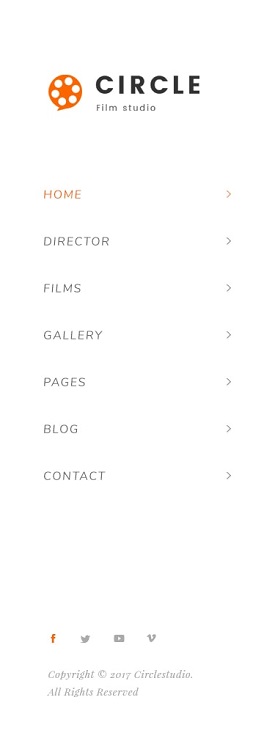 CIRCLE
Film studio
HOME
DIRECTOR
FILMS
GALLERY
PAGES
BLOG
CONTACT
Copyright © 2017 Circlestudio.
All Rights Reserved